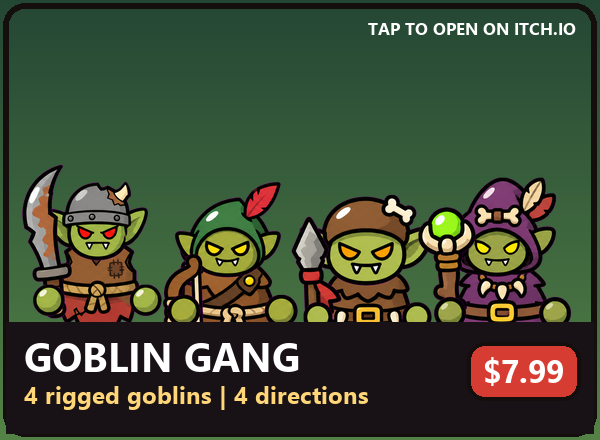 TAP TO OPEN ON ITCH.IO
GOBLIN GANG
4 rigged goblins | 4 directions
$7.99